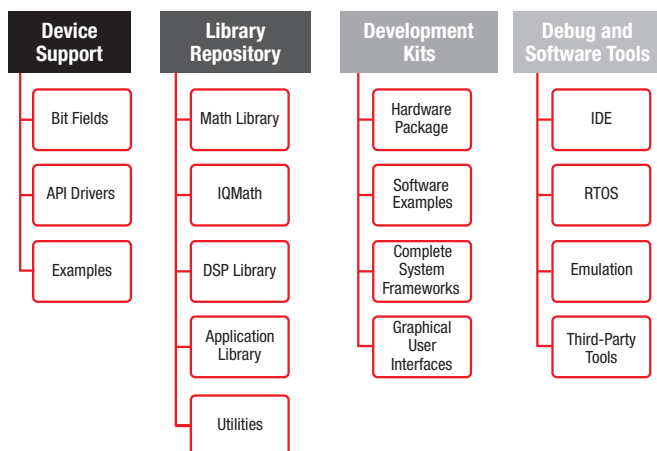 Device
Support
Bit Fields
API Drivers
Examples
Library
Repository
Math Library
IQMath
DSP Library
Application
Library
Utilities
Development
Kits
Hardware
Package
Software
Examples
Complete
System
Frameworks
Graphical
User
Interfaces
Debug and
Software Tools
IDE
RTOS
Emulation
Third-Party
Tools